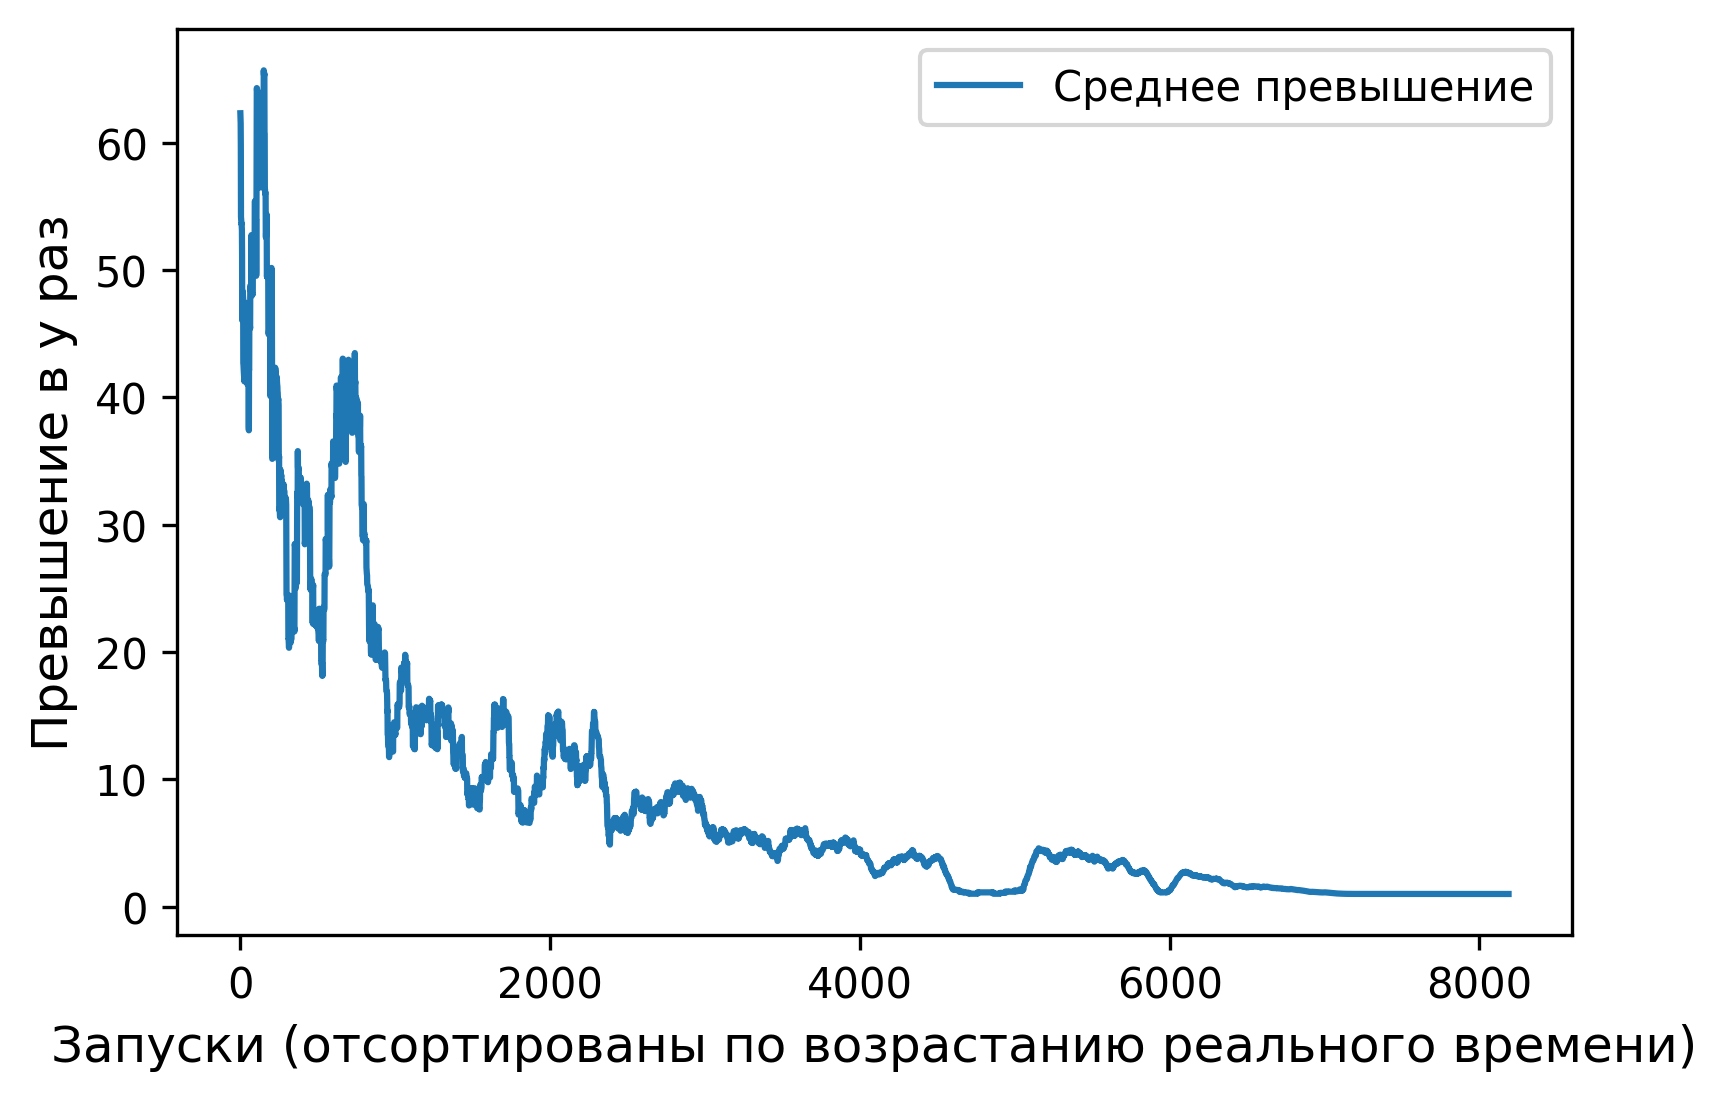 Среднее превышение
Превышение в у раз
60
50
40
30
20
10
0
0 2000 4000 6000 8000
Запуски (отсортированы по возрастанию реального времени)